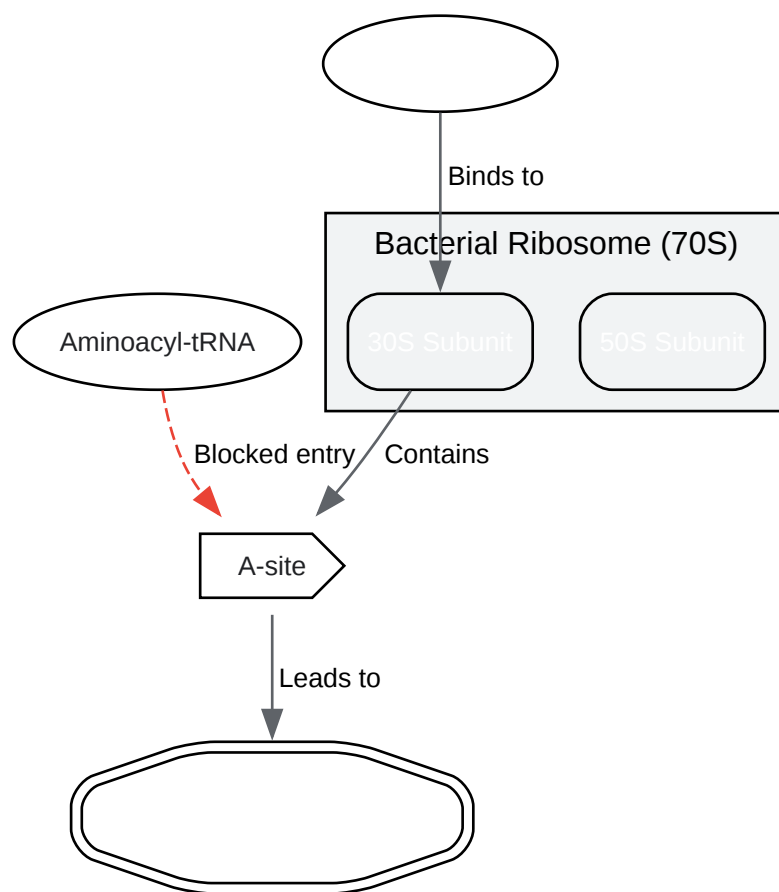 Binds to
Bacterial Ribosome (70S)
Aminoacyl-tRNA
30S Subunit
50S Subunit
Blocked entry
Contains
A-site
Leads to